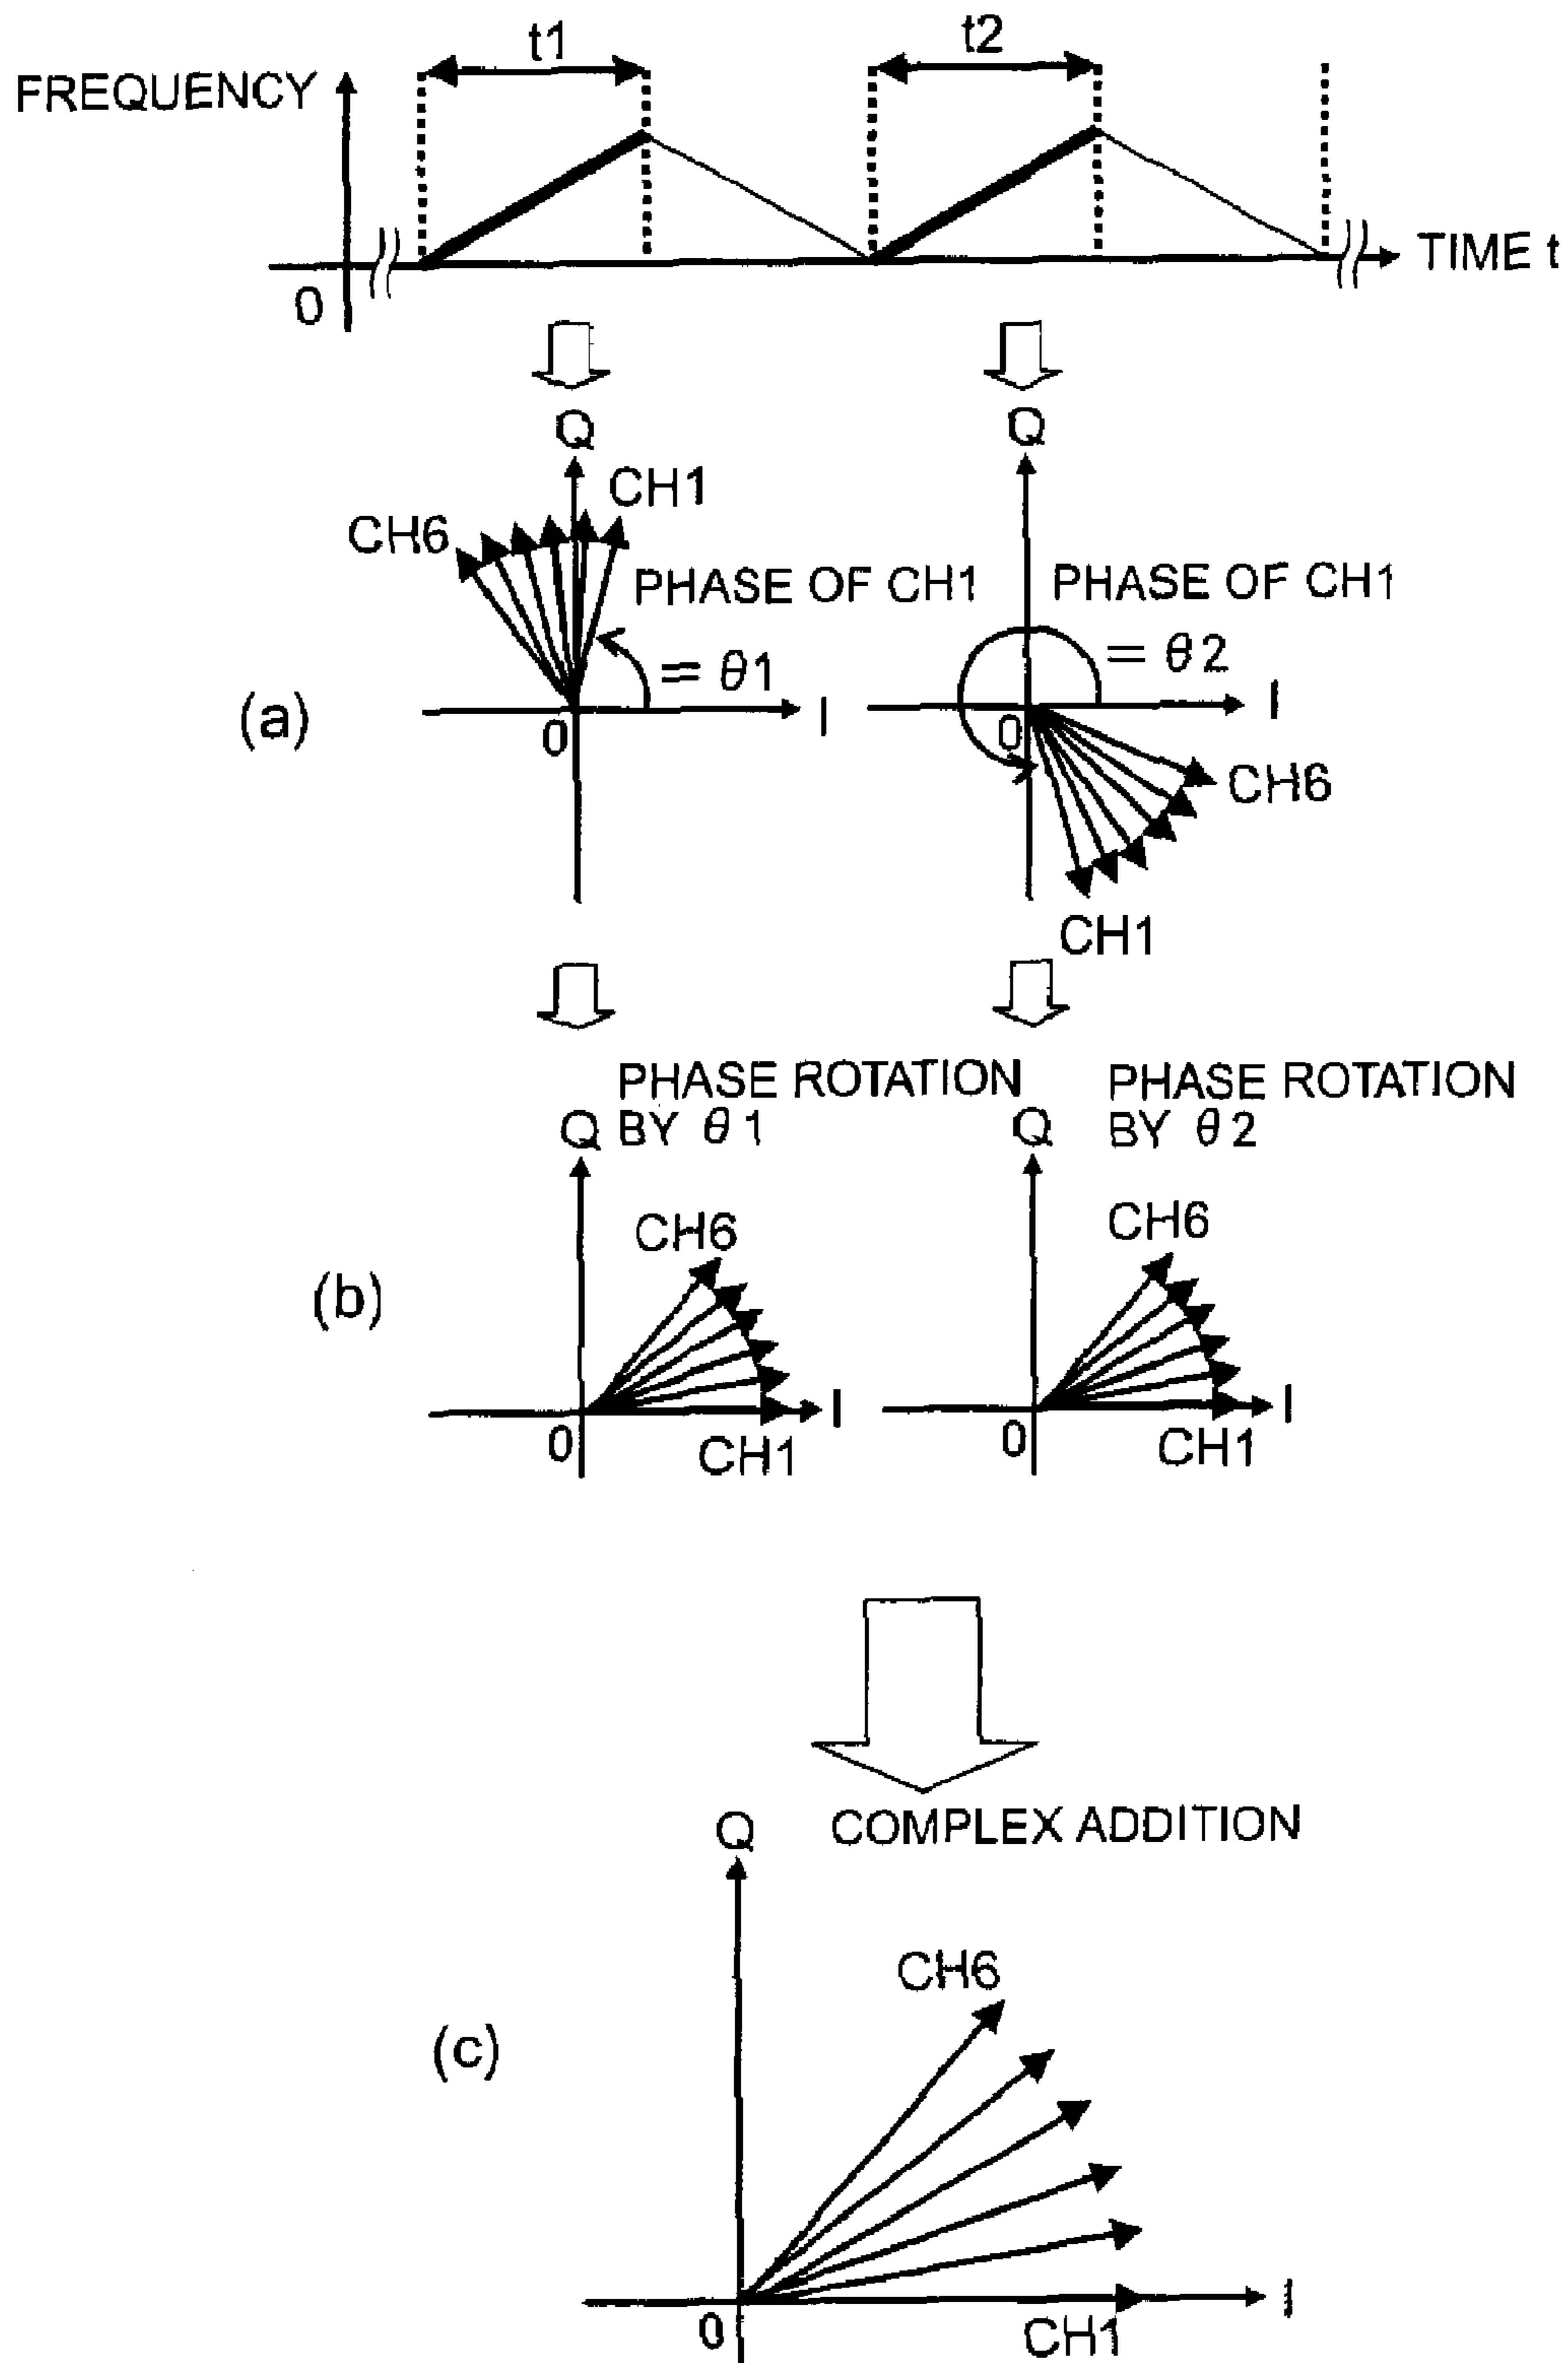 t1
t2
FREQUENCY
TIME t
0
Q
Q
CH1
CH6
PHASE OF CH1
= θ1
PHASE OF CH1
= θ2
(a)
I
I
0
0
CH6
CH1
PHASE ROTATION
BY θ1
PHASE ROTATION
BY θ2
Q
Q
CH6
CH6
(b)
I
I
0
CH1
0
CH1
COMPLEX ADDITION
Q
CH6
(c)
I
0
CH1